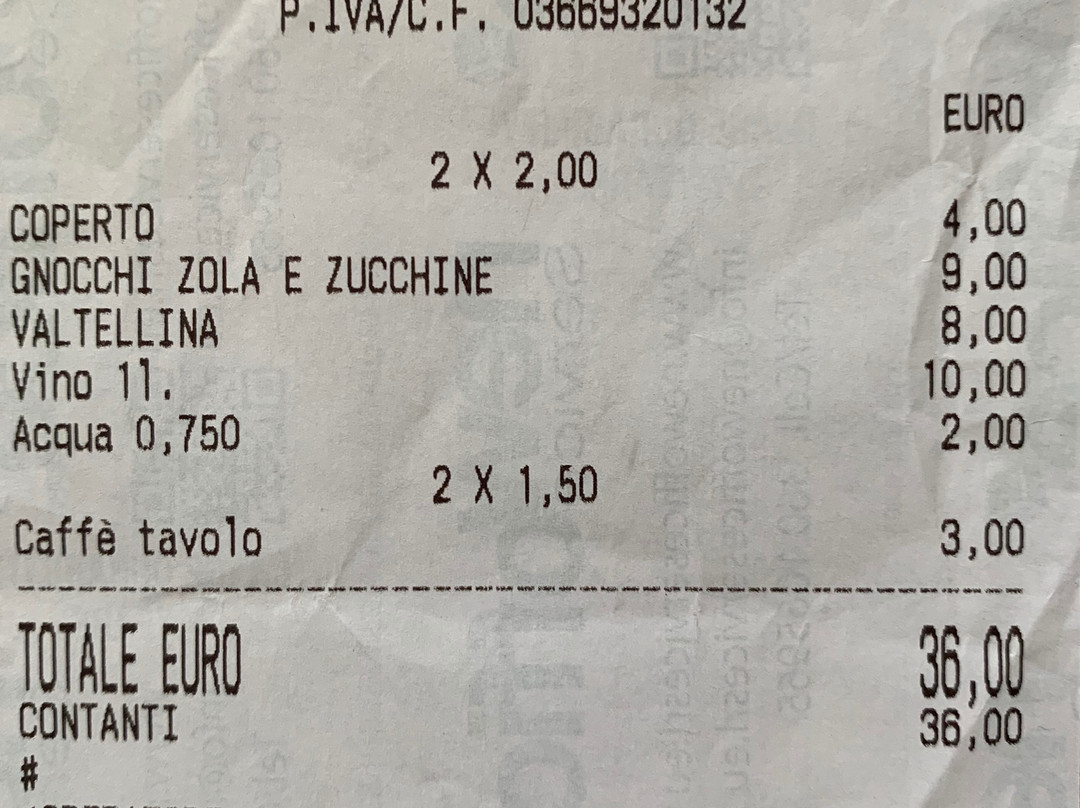 P.IVA/C.F. 03669320132
EURO
2 X 2,00
COPERTO 4,00
GNOCCHI ZOLA E ZUCCHINE 9,00
VALTELLINA 8,00
Vino 1l. 10,00
Acqua 0,750 2,00
2 X 1,50
Caffè tavolo 3,00
TOTALE EURO 36,00
CONTANTI 36,00
#